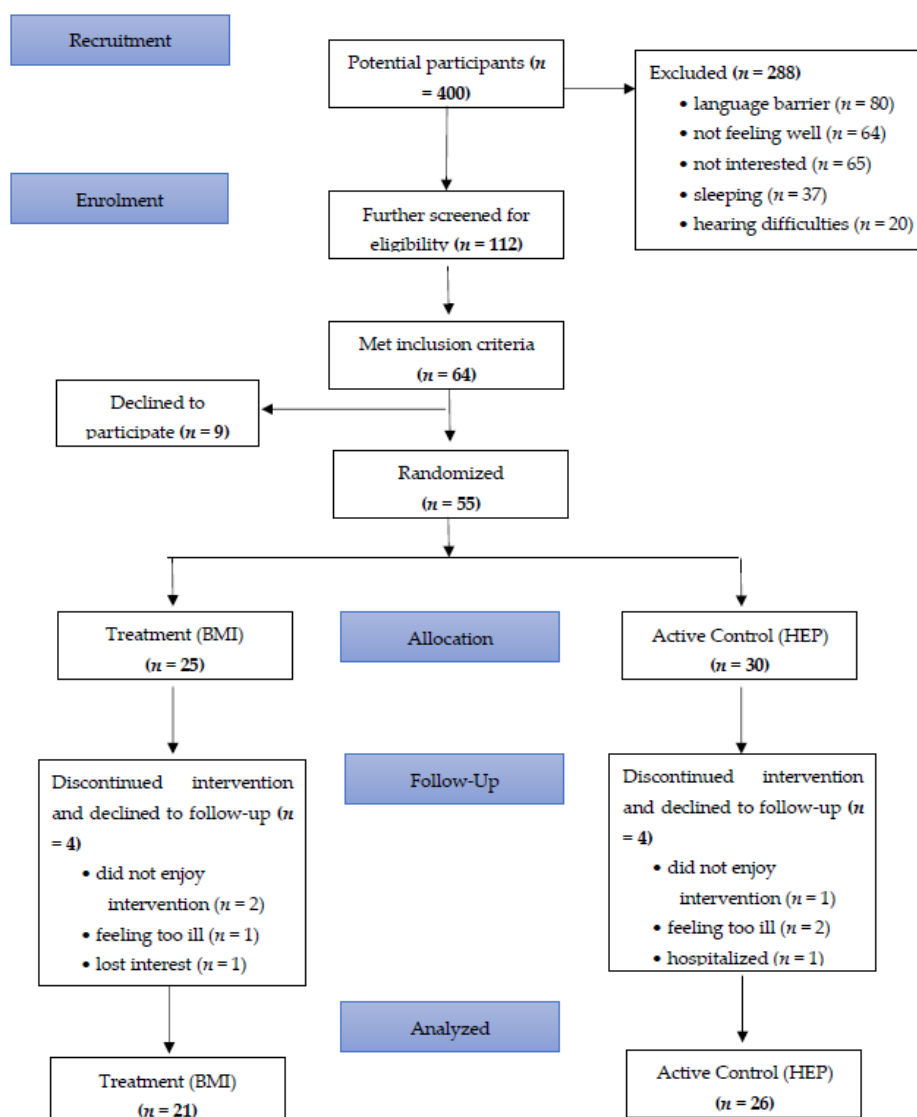 Recruitment
Potential participants (n
= 400)
Excluded (n = 288)
• language barrier (n = 80)
• not feeling well (n = 64)
• not interested (n = 65)
• sleeping (n = 37)
• hearing difficulties (n = 20)
Enrolment
Further screened for
eligibility (n = 112)
Met inclusion criteria
(n = 64)
Declined to
participate (n = 9)
Randomized
(n = 55)
Treatment (BMI)
(n = 25)
Allocation
Active Control (HEP)
(n = 30)
Discontinued intervention
and declined to follow-up (n
= 4)
• did not enjoy
intervention (n = 2)
• feeling too ill (n = 1)
• lost interest (n = 1)
Follow-Up
Discontinued intervention
and declined to follow-up (n
= 4)
• did not enjoy
intervention (n = 1)
• feeling too ill (n = 2)
• hospitalized (n = 1)
Analyzed
Treatment (BMI)
(n = 21)
Active Control (HEP)
(n = 26)